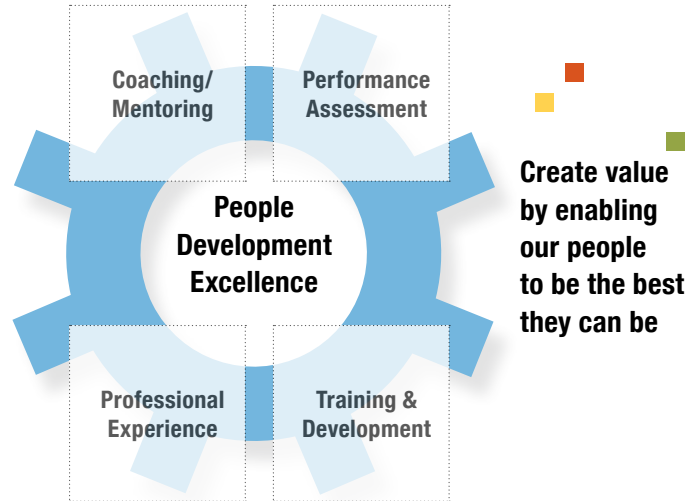 Coaching/
Mentoring
Performance
Assessment
People
Development
Excellence
Create value
by enabling
our people
to be the best
they can be
Professional
Experience
Training &
Development